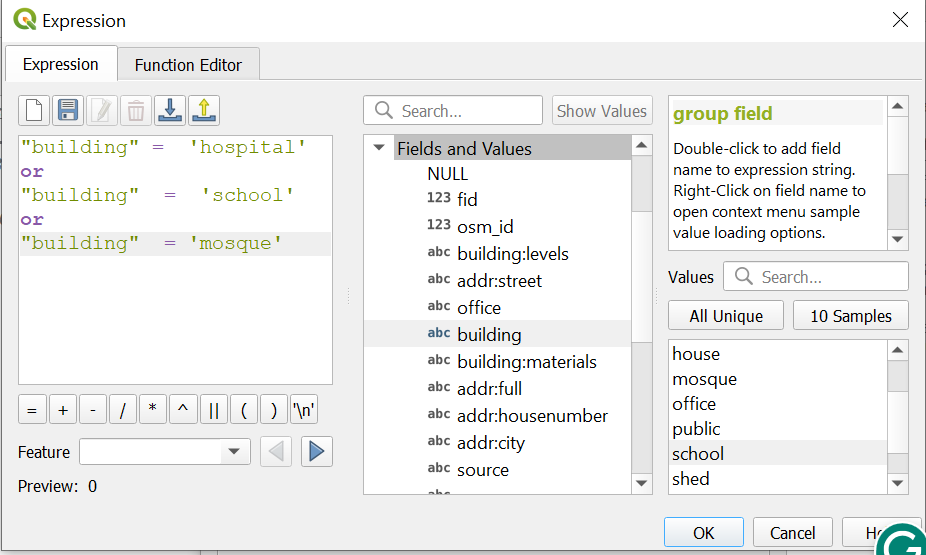 Expression
Expression
Function Editor
Search...
Show Values
"building" = 'hospital'
or
"building" = 'school'
or
"building" = 'mosque'
= + - / * ^ || ( ) '\n'
Feature
Preview: 0
Fields and Values
NULL
123 fid
123 osm_id
abc building:levels
abc addr:street
abc office
abc building
abc building:materials
abc addr:full
abc addr:housenumber
abc addr:city
abc source
group field
Double-click to add field
name to expression string.
Right-Click on field name to
open context menu sample
value loading options.
Values
Search...
All Unique
10 Samples
house
mosque
office
public
school
shed
OK
Cancel